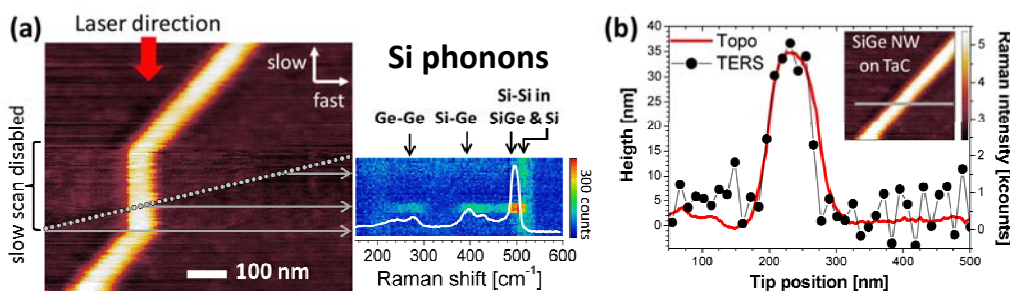 (a)
Laser direction
slow
fast
slow scan disabled
100 nm
Si phonons
Si-Si in
Ge-Ge Si-Ge SiGe & Si
300 counts
200 300 400 500 600
Raman shift [cm⁻¹]
(b)
40
35
30
25
20
15
10
5
0
Heigth [nm]
Topo
TERS
SiGe NW
on TaC
5
4
3
2
1
0
Raman intensity
[kcounts]
100 200 300 400 500
Tip position [nm]